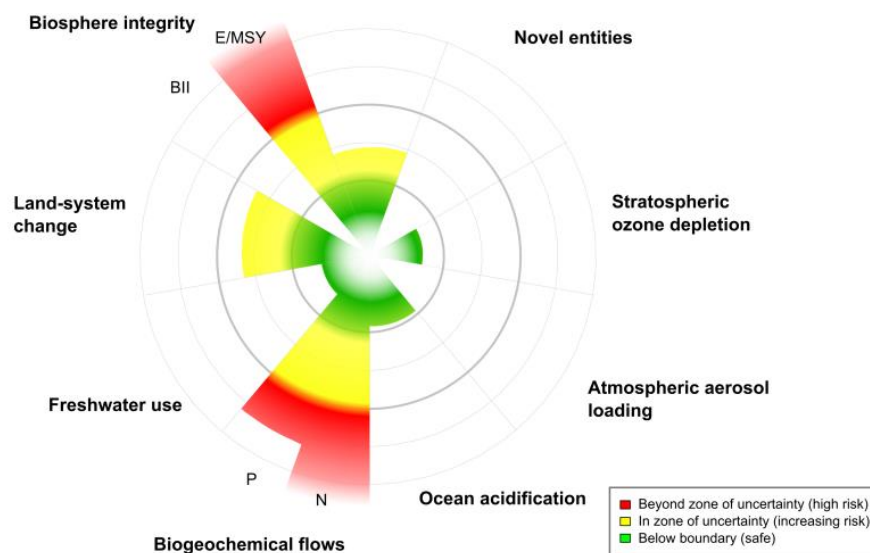 Biosphere integrity
E/MSY
BII
Novel entities
Land-system
change
Stratospheric
ozone depletion
Freshwater use
Atmospheric aerosol
loading
P
N
Ocean acidification
Biogeochemical flows
Beyond zone of uncertainty (high risk)
In zone of uncertainty (increasing risk)
Below boundary (safe)